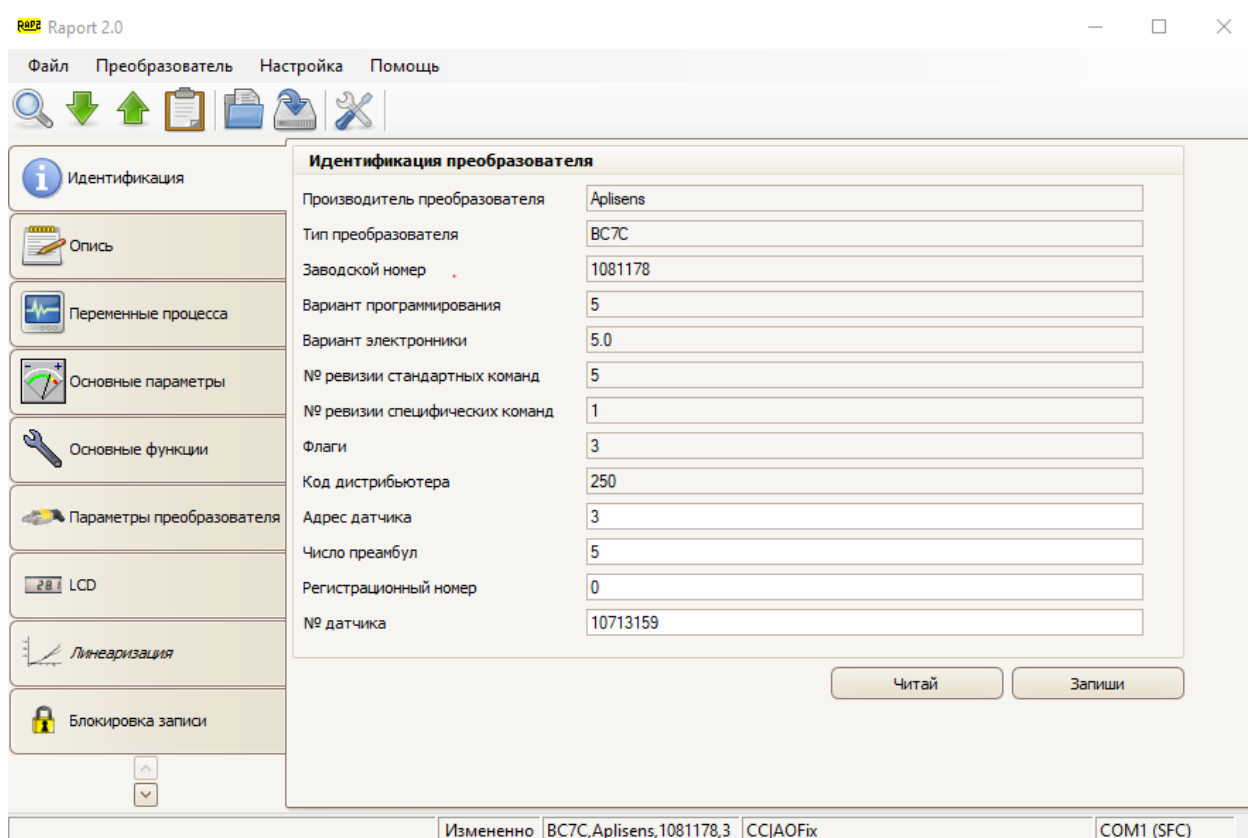 RAP2 Raport 2.0
Файл Преобразователь Настройка Помощь
Идентификация
Опись
Переменные процесса
Основные параметры
Основные функции
Параметры преобразователя
28.1 LCD
Линеаризация
Блокировка записи
Идентификация преобразователя
Производитель преобразователя Aplisens
Тип преобразователя BC7C
Заводской номер 1081178
Вариант программирования 5
Вариант электронники 5.0
№ ревизии стандартных команд 5
№ ревизии специфических команд 1
Флаги 3
Код дистрибьютера 250
Адрес датчика 3
Число преамбул 5
Регистрационный номер 0
№ датчика 10713159
Читай Запиши
Измененно BC7C,Aplisens,1081178,3 CC|AOFix COM1 (SFC)